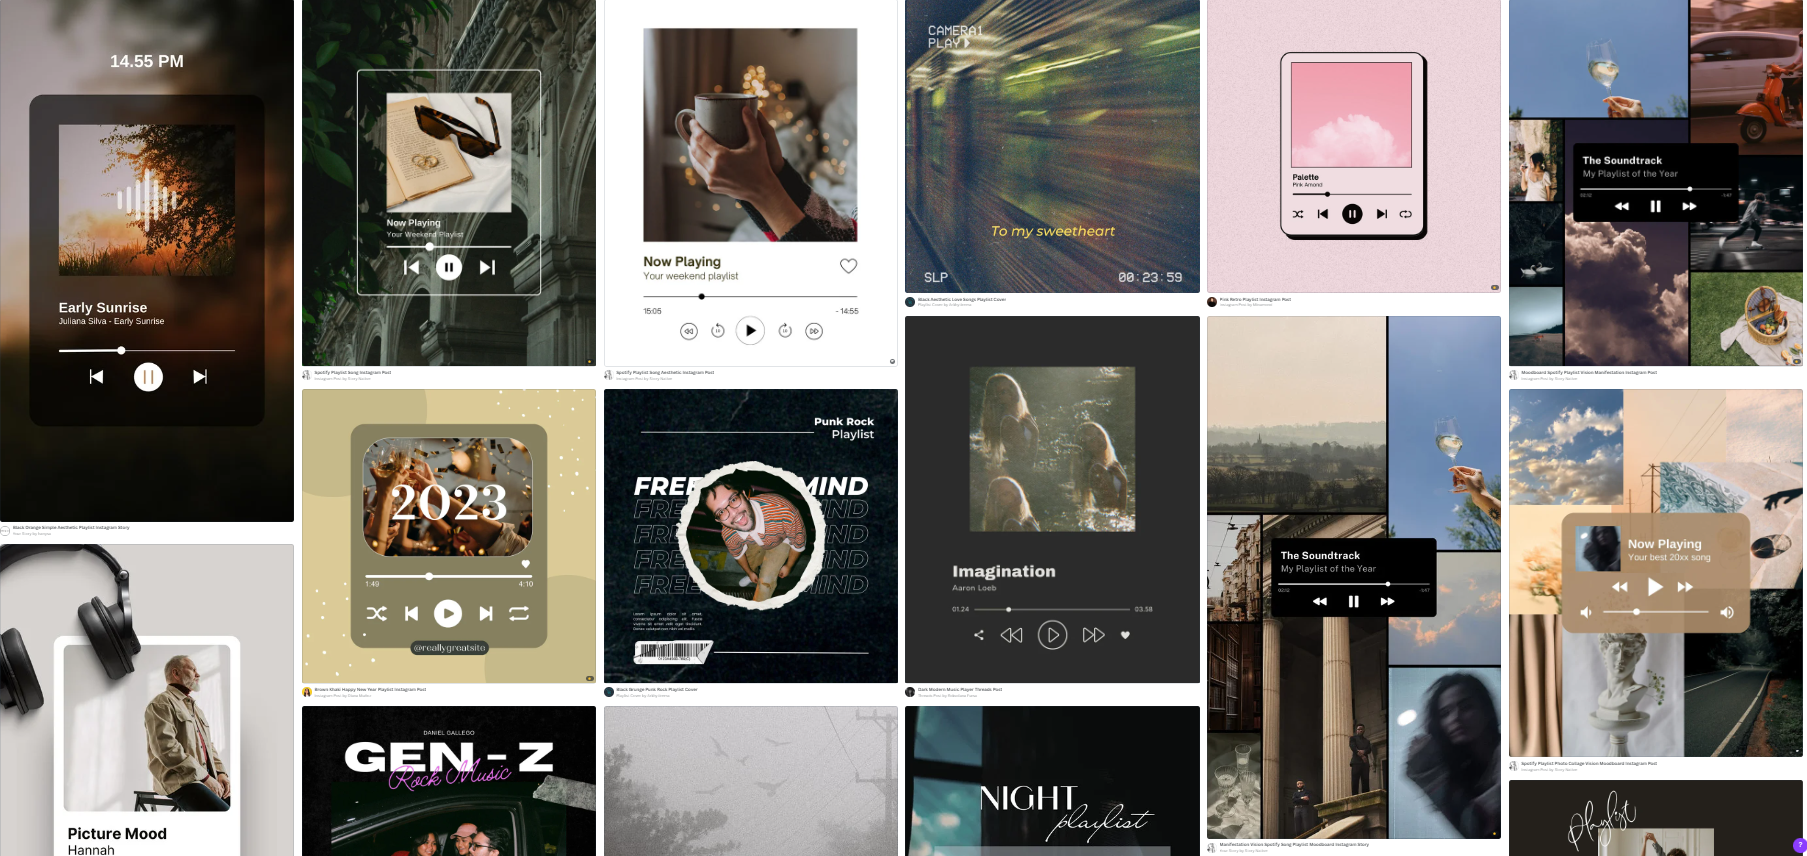 14.55 PM
Early Sunrise
Juliana Silva - Early Sunrise
Black Orange Simple Aesthetic Playlist Instagram Story
Picture Mood
Hannah
Now Playing
Your Weekend Playlist
Spotify Playlist Song Instagram Post
2023
1:49
4:10
@reallygreatsite
Brown Khaki Happy New Year Playlist Instagram Post
DANIEL GALLEGO
GEN-Z
Rock Music
Now Playing
Your weekend playlist
15:05
- 14:55
Spotify Playlist Song Aesthetic Instagram Post
Punk Rock
Playlist
FREE MIND
FREE MIND
FREE MIND
FREE MIND
FREE MIND
Black Grunge Punk Rock Playlist Cover
CAMERA1
PLAY
To my sweetheart
SLP
00:23:59
Black Aesthetic Love Songs Playlist Cover
Imagination
Aaron Loeb
01.24
03.58
Dark Modern Music Player Threads Post
NIGHT
playlist
Palette
Pink Amond
Pink Retro Playlist Instagram Post
The Soundtrack
My Playlist of the Year
Manifestation Vision Spotify Song Playlist Moodboard Instagram Story
The Soundtrack
My Playlist of the Year
Moodboard Spotify Playlist Vision Manifestation Instagram Post
Now Playing
Your best 20xx song
Spotify Playlist Photo Collage Vision Moodboard Instagram Post
Playlist
?